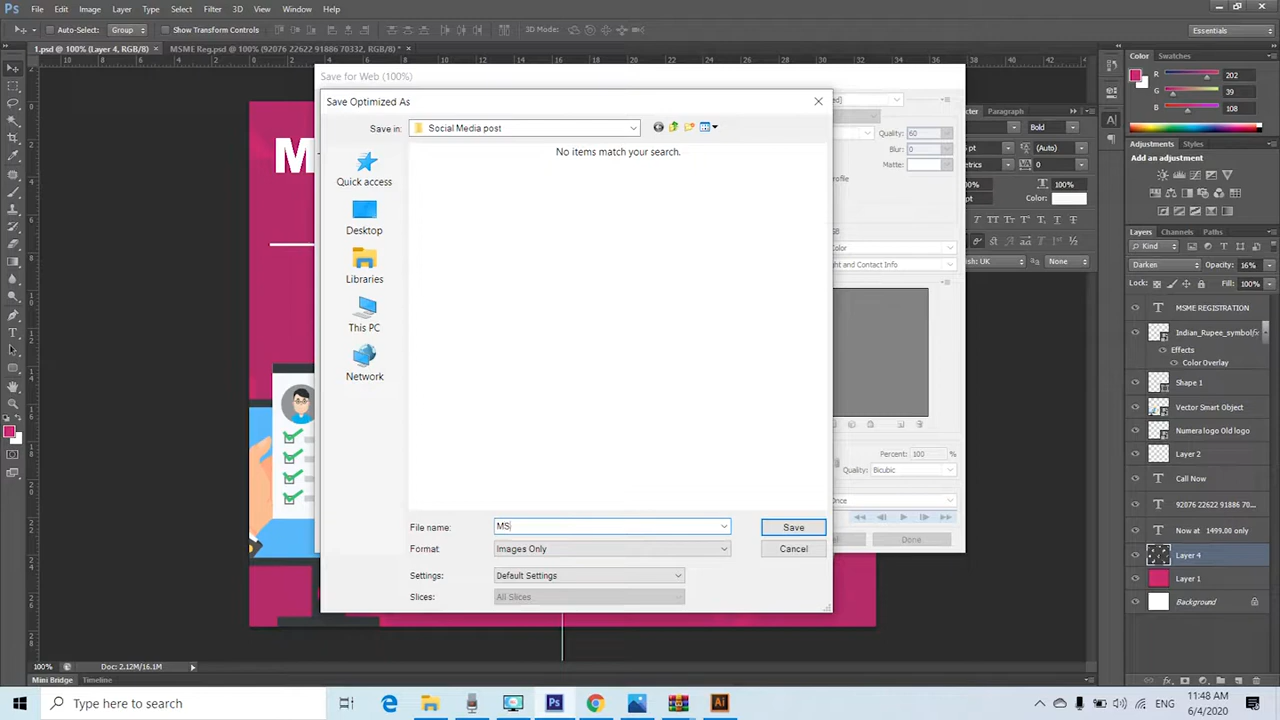 Ps File Edit Image Layer Type Select Filter 3D View Window Help
Auto-Select: Group Show Transform Controls 3D Mode: Essentials
1.psd @ 100% (Layer 4, RGB/8) * × MSME Reg.psd @ 100% (92076 22622 91886 70332, RGB/8) * ×
Save for Web (100%)
Save Optimized As
Save in: Social Media post
No items match your search.
Quick access
Desktop
Libraries
This PC
Network
File name: MS
Save
Format: Images Only
Cancel
Settings: Default Settings
Slices: All Slices
M
Quality: 60
Blur: 0
Matte:
Percent: 100 %
Quality: Bicubic
Done
Paragraph
Bold
(Auto)
0
100%
Color:
None
Color Swatches
R 202
G 39
B 108
Adjustments Styles
Add an adjustment
Layers Channels Paths
Kind
Darken Opacity: 16%
Lock: Fill: 100%
MSME REGISTRATION
Indian_Rupee_symbol
Effects
Color Overlay
Shape 1
Vector Smart Object
Numera logo Old logo
Layer 2
Call Now
92076 22622 91886 70...
Now at 1499.00 only
Layer 4
Layer 1
Background
100% Doc: 2.12M/16.1M
Mini Bridge Timeline
Type here to search
Ps
Ai
ENG
11:48 AM
6/4/2020